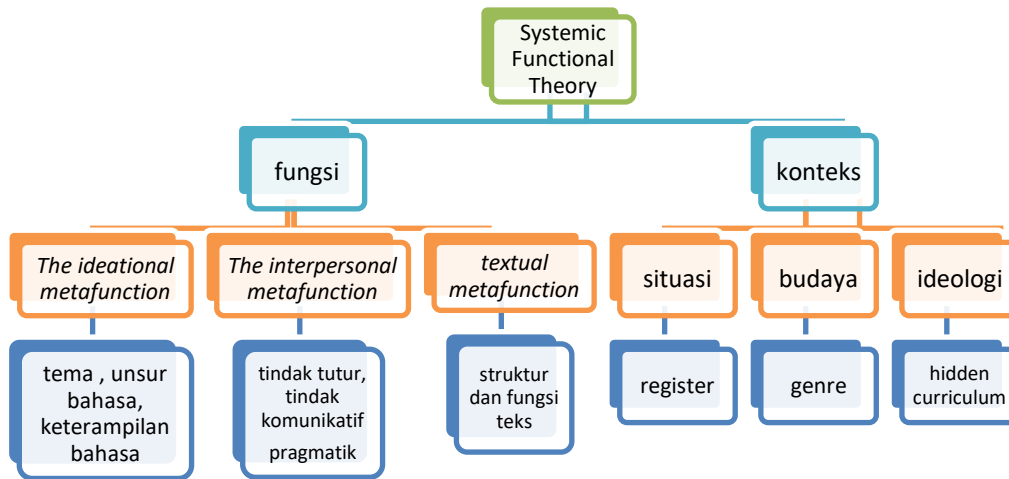 Systemic
Functional
Theory
fungsi
konteks
The ideational
metafunction
The interpersonal
metafunction
textual
metafunction
situasi
budaya
ideologi
tema , unsur
bahasa,
keterampilan
bahasa
tindak tutur,
tindak
komunikatif
pragmatik
struktur
dan fungsi
teks
register
genre
hidden
curriculum